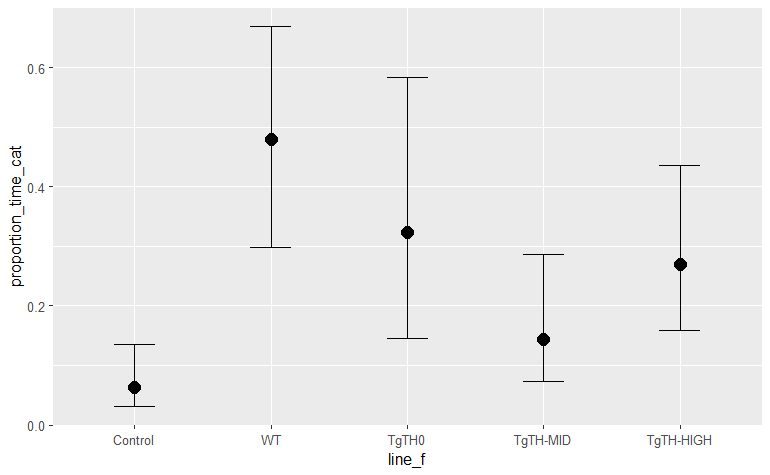 proportion_time_cat
0.6
0.4
0.2
0.0
Control WT TgTH0 TgTH-MID TgTH-HIGH
line_f